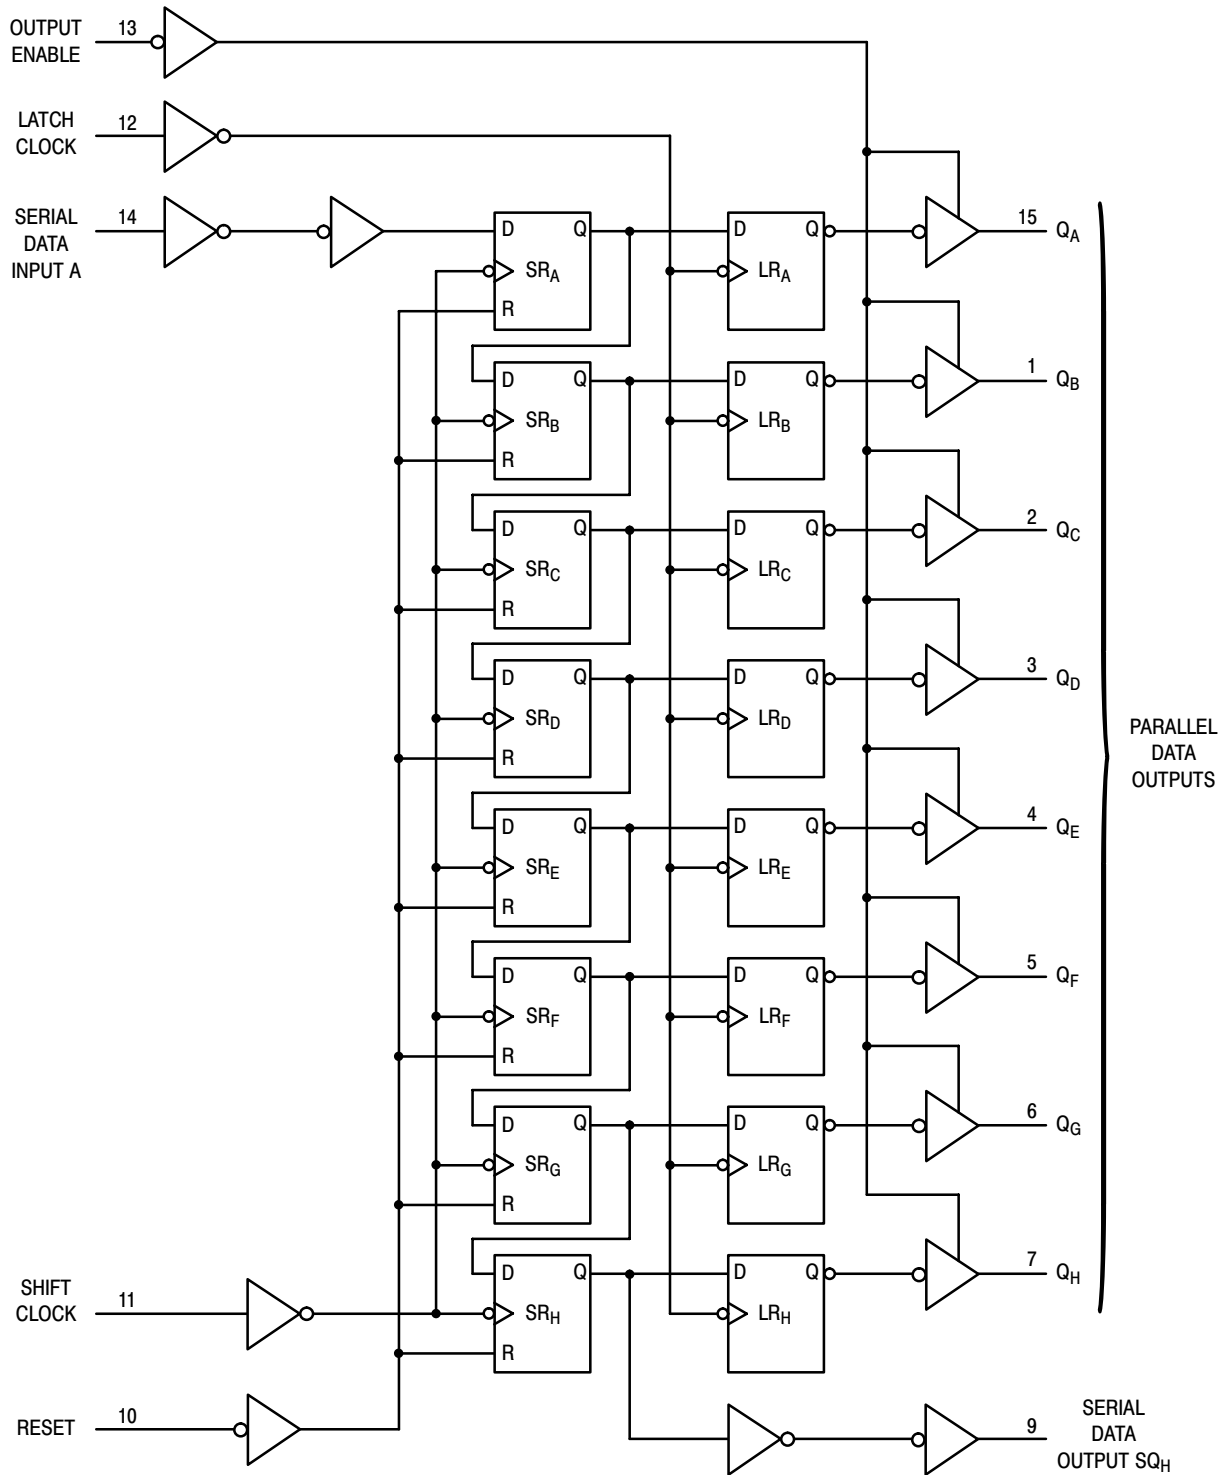 OUTPUT
ENABLE
13
LATCH
CLOCK
12
SERIAL
DATA
INPUT A
14
D Q
SRA
R
D Q
LRA
15 QA
D Q
SRB
R
D Q
LRB
1 QB
D Q
SRC
R
D Q
LRC
2 QC
D Q
SRD
R
D Q
LRD
3 QD
PARALLEL
DATA
OUTPUTS
D Q
SRE
R
D Q
LRE
4 QE
D Q
SRF
R
D Q
LRF
5 QF
D Q
SRG
R
D Q
LRG
6 QG
SHIFT
CLOCK
11
D Q
SRH
R
D Q
LRH
7 QH
RESET
10
9
SERIAL
DATA
OUTPUT SQH